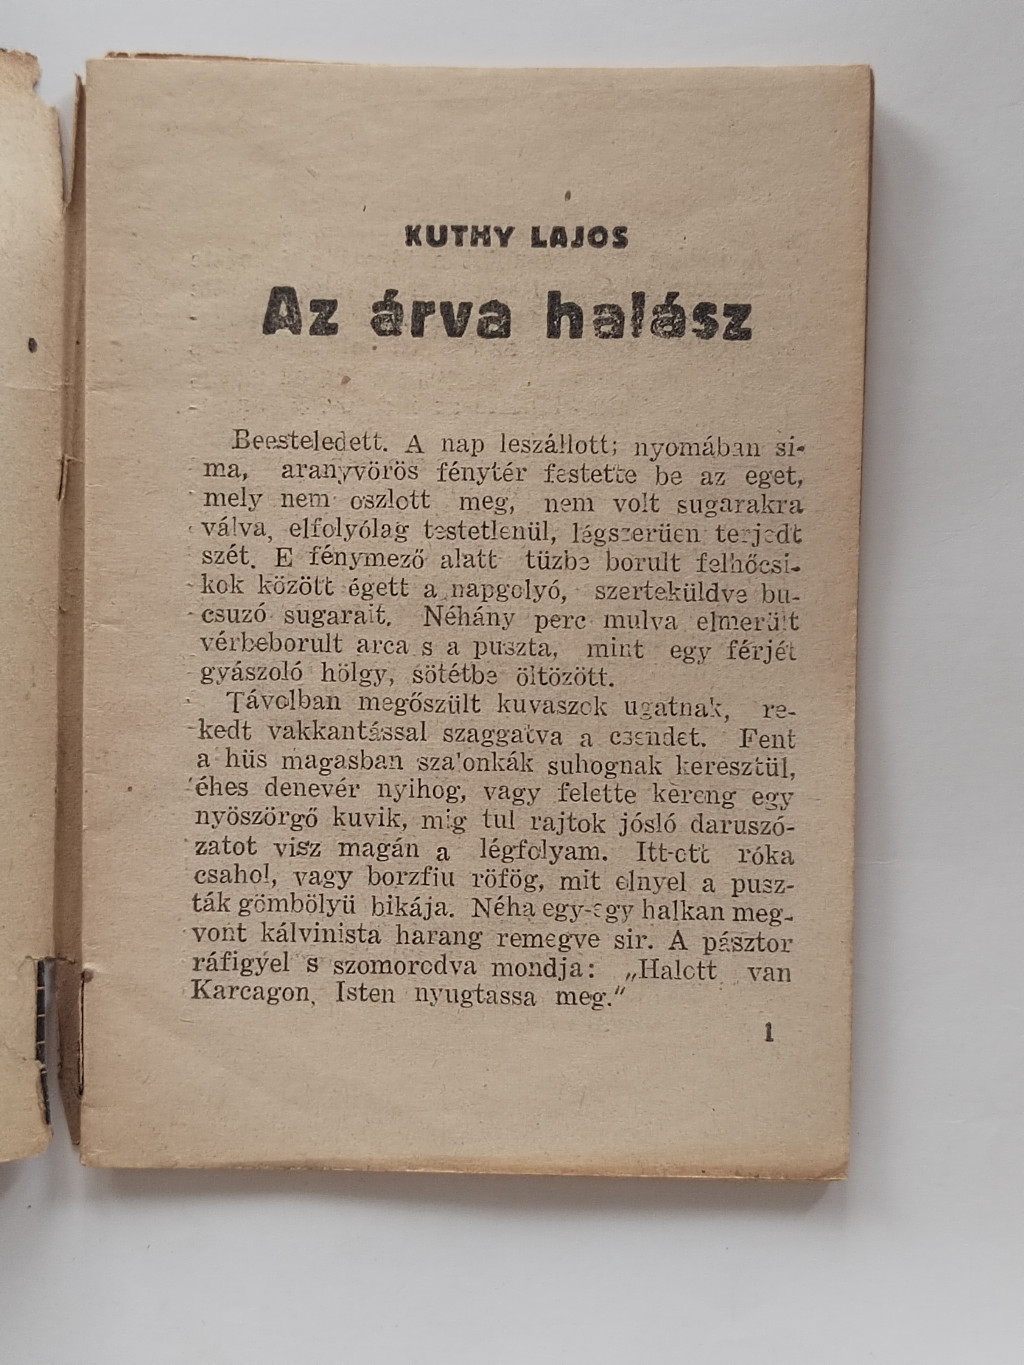 KUTHY LAJOS
Az árva halász
Beesteledett. A nap leszállott; nyomában si-
ma, aranyvörös fénytér festette be az eget,
mely nem oszlott meg, nem volt sugarakra
válva, elfolyólag testetlenül, légszerüen terjedt
szét. E fénymező alatt tüzbe borult felhőcsi-
kok között égett a napgolyó, szerteküldve bu-
csuzó sugarait. Néhány perc mulva elmerült
vérbeborult arca s a puszta, mint egy férjét
gyászoló hölgy, sötétbe öltözött.
Távolban megőszült kuvaszok ugatnak, re-
kedt vakkantással szaggatva a csendet. Fent
a hüs magasban szalonkák suhognak keresztül,
éhes denevér nyihog, vagy felette kereng egy
nyöszörgő kuvik, mig tul rajtok jósló daruszó-
zatot visz magán a légfolyam. Itt-ott róka
csahol, vagy borzfiu röfög, mit elnyel a pusz-
ták gömbölyü bikája. Néha egy-egy halkan meg-
vont kálvinista harang remegve sir. A pásztor
ráfigyel s szomorodva mondja: „Halott van
Karcagon, Isten nyugtassa meg."
1